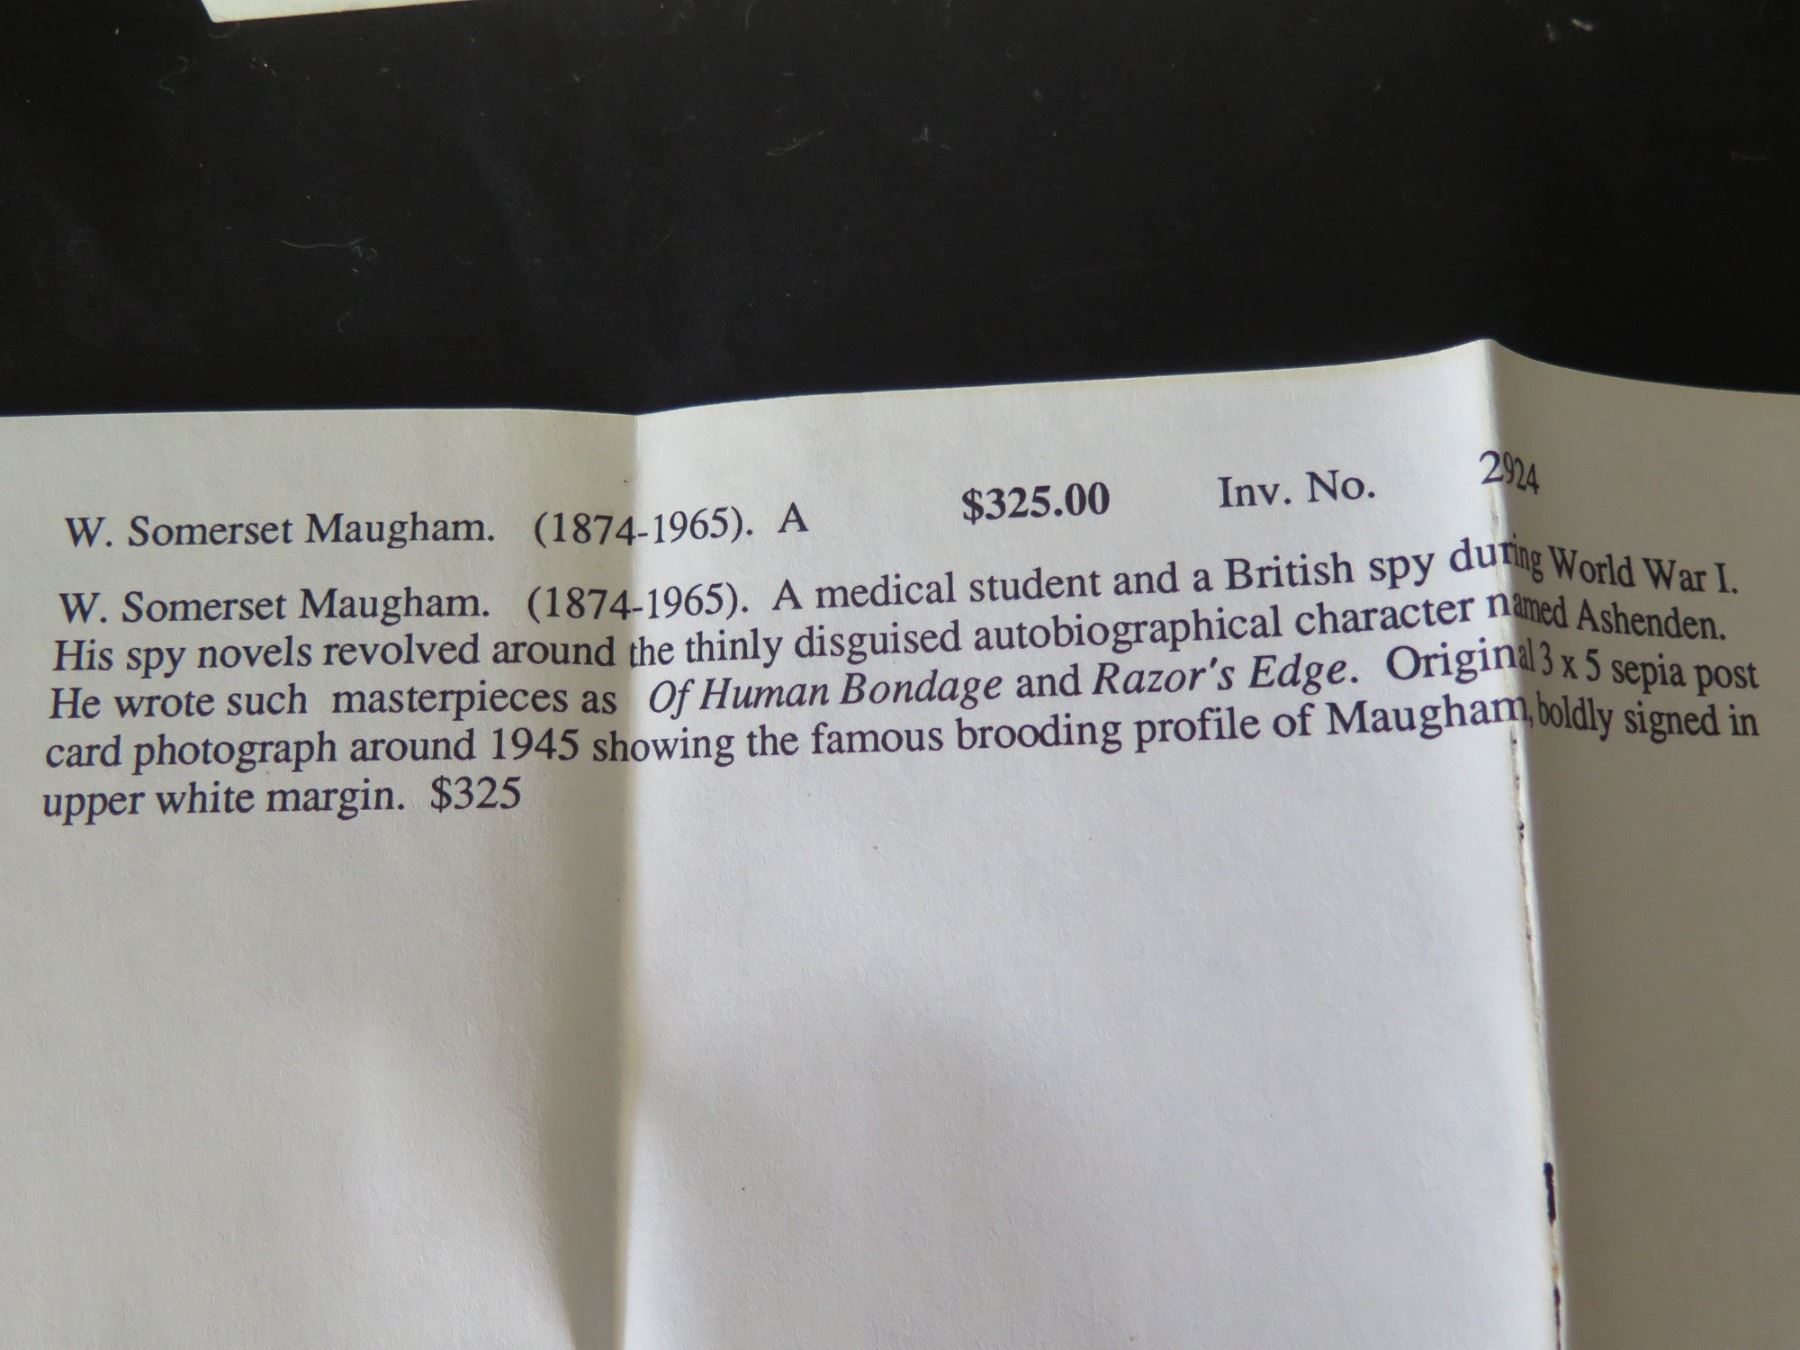 W. Somerset Maugham. (1874-1965). A $325.00 Inv. No. 2924
W. Somerset Maugham. (1874-1965). A medical student and a British spy during World War I.
His spy novels revolved around the thinly disguised autobiographical character named Ashenden.
He wrote such masterpieces as Of Human Bondage and Razor's Edge. Original 3 x 5 sepia post
card photograph around 1945 showing the famous brooding profile of Maugham, boldly signed in
upper white margin. $325